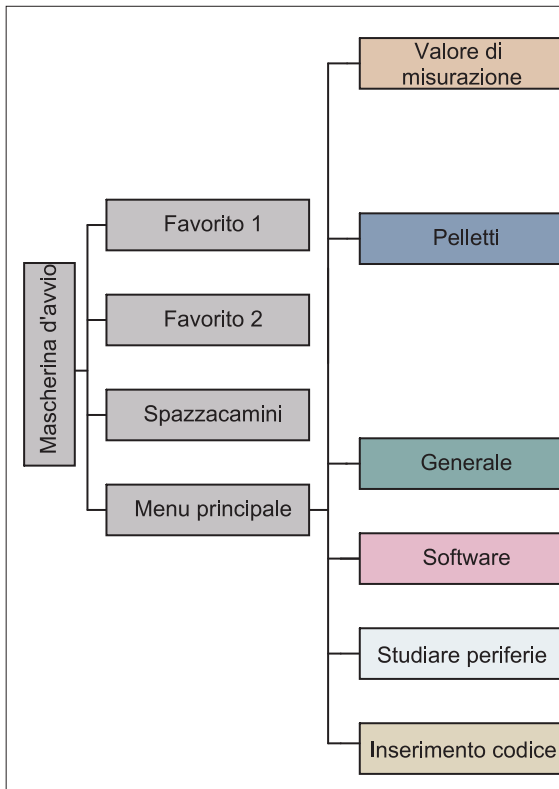 Mascherina d'avvio
Favorito 1
Favorito 2
Spazzacamini
Menu principale
Valore di
misurazione
Pelletti
Generale
Software
Studiare periferie
Inserimento codice